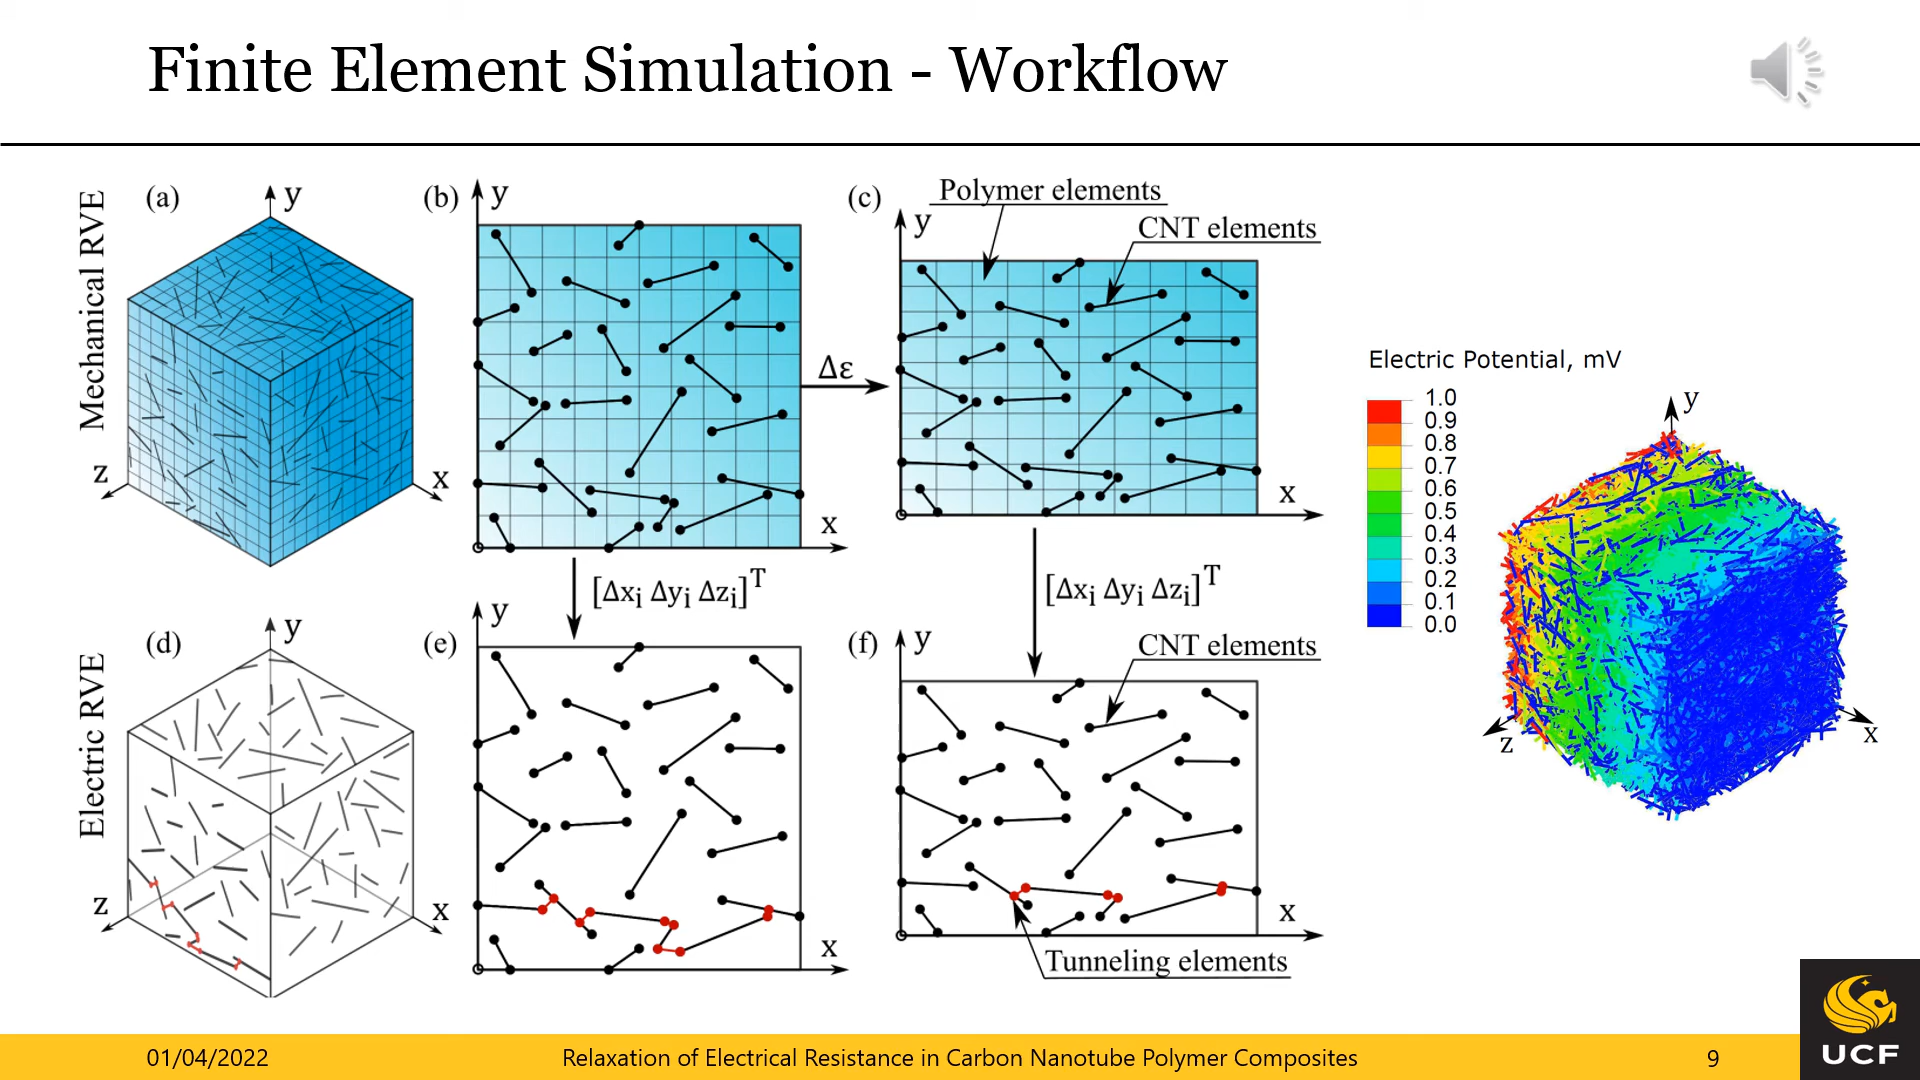 Finite Element Simulation - Workflow
Mechanical RVE
(a)
y
z
x
(b)
y
x
Δε
(c)
y
Polymer elements
CNT elements
x
[Δxi Δyi Δzi]T
[Δxi Δyi Δzi]T
Electric RVE
(d)
y
z
x
(e)
y
x
(f)
y
CNT elements
x
Tunneling elements
Electric Potential, mV
1.0
0.9
0.8
0.7
0.6
0.5
0.4
0.3
0.2
0.1
0.0
y
z
x
01/04/2022
Relaxation of Electrical Resistance in Carbon Nanotube Polymer Composites
9
UCF